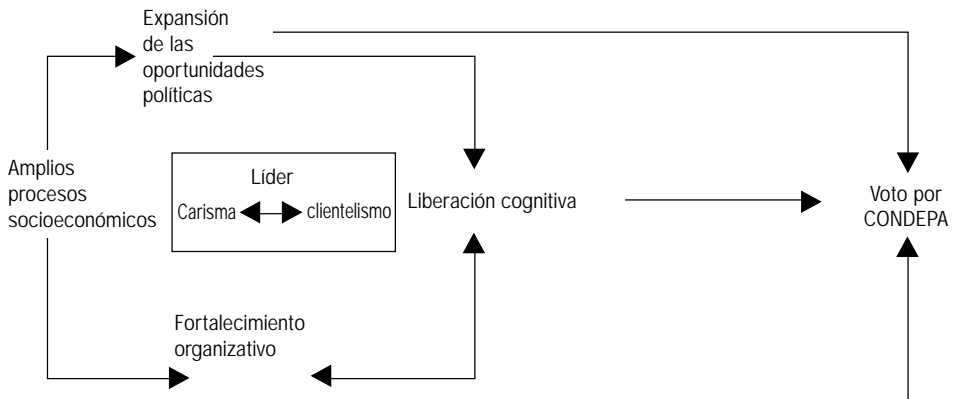 Expansión
de las
oportunidades
políticas
Amplios
procesos
socioeconómicos
Líder
Carisma clientelismo
Liberación cognitiva
Voto por
CONDEPA
Fortalecimiento
organizativo